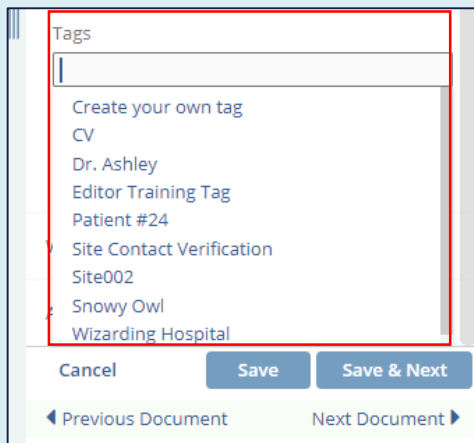 Tags
Create your own tag
CV
Dr. Ashley
Editor Training Tag
Patient #24
Site Contact Verification
Site002
Snowy Owl
Wizarding Hospital
Cancel Save Save & Next
Previous Document Next Document